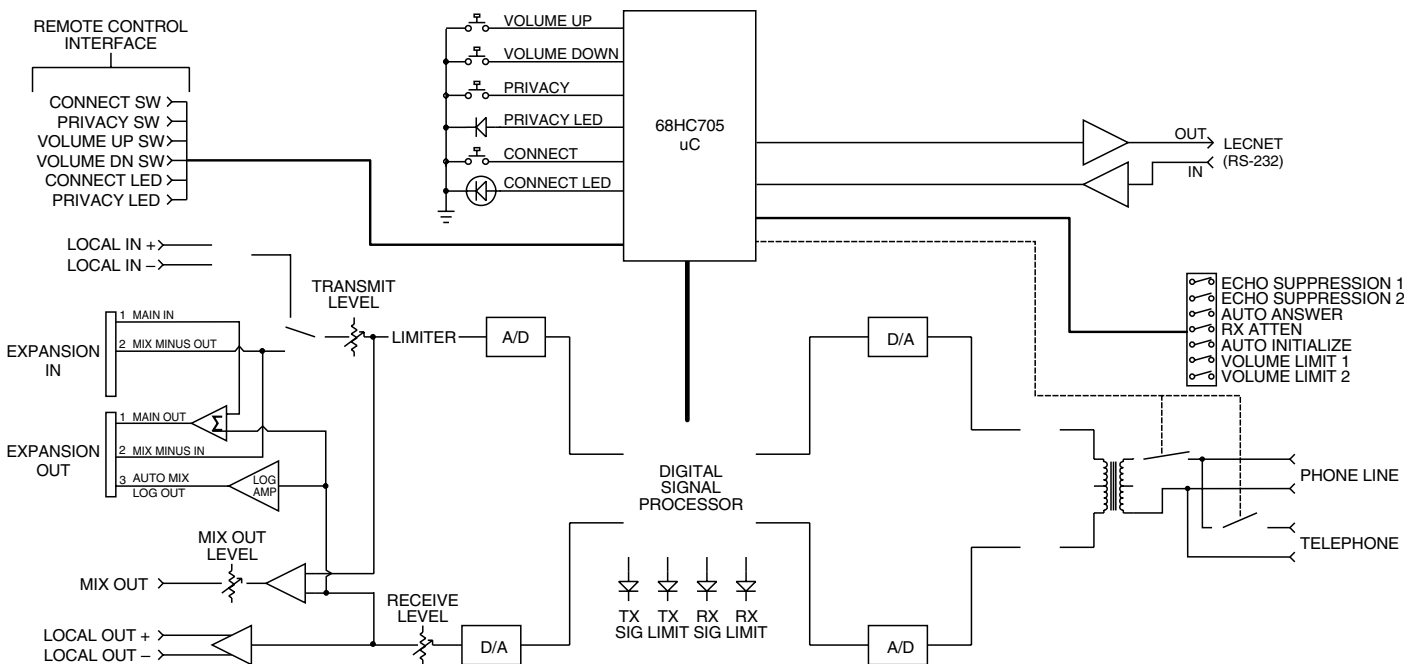 REMOTE CONTROL
INTERFACE
CONNECT SW
PRIVACY SW
VOLUME UP SW
VOLUME DN SW
CONNECT LED
PRIVACY LED
VOLUME UP
VOLUME DOWN
PRIVACY
PRIVACY LED
CONNECT
CONNECT LED
68HC705
uC
OUT
IN
LECNET
(RS-232)
LOCAL IN +
LOCAL IN –
TRANSMIT
LEVEL
LIMITER
A/D
D/A
ECHO SUPPRESSION 1
ECHO SUPPRESSION 2
AUTO ANSWER
RX ATTEN
AUTO INITIALIZE
VOLUME LIMIT 1
VOLUME LIMIT 2
EXPANSION
IN
1 MAIN IN
2 MIX MINUS OUT
EXPANSION
OUT
1 MAIN OUT
Σ
2 MIX MINUS IN
3 AUTO MIX
LOG OUT
LOG
AMP
DIGITAL
SIGNAL
PROCESSOR
PHONE LINE
TELEPHONE
MIX OUT
LEVEL
MIX OUT
RECEIVE
LEVEL
LOCAL OUT +
LOCAL OUT –
D/A
TX
SIG
TX
LIMIT
RX
SIG
RX
LIMIT
A/D